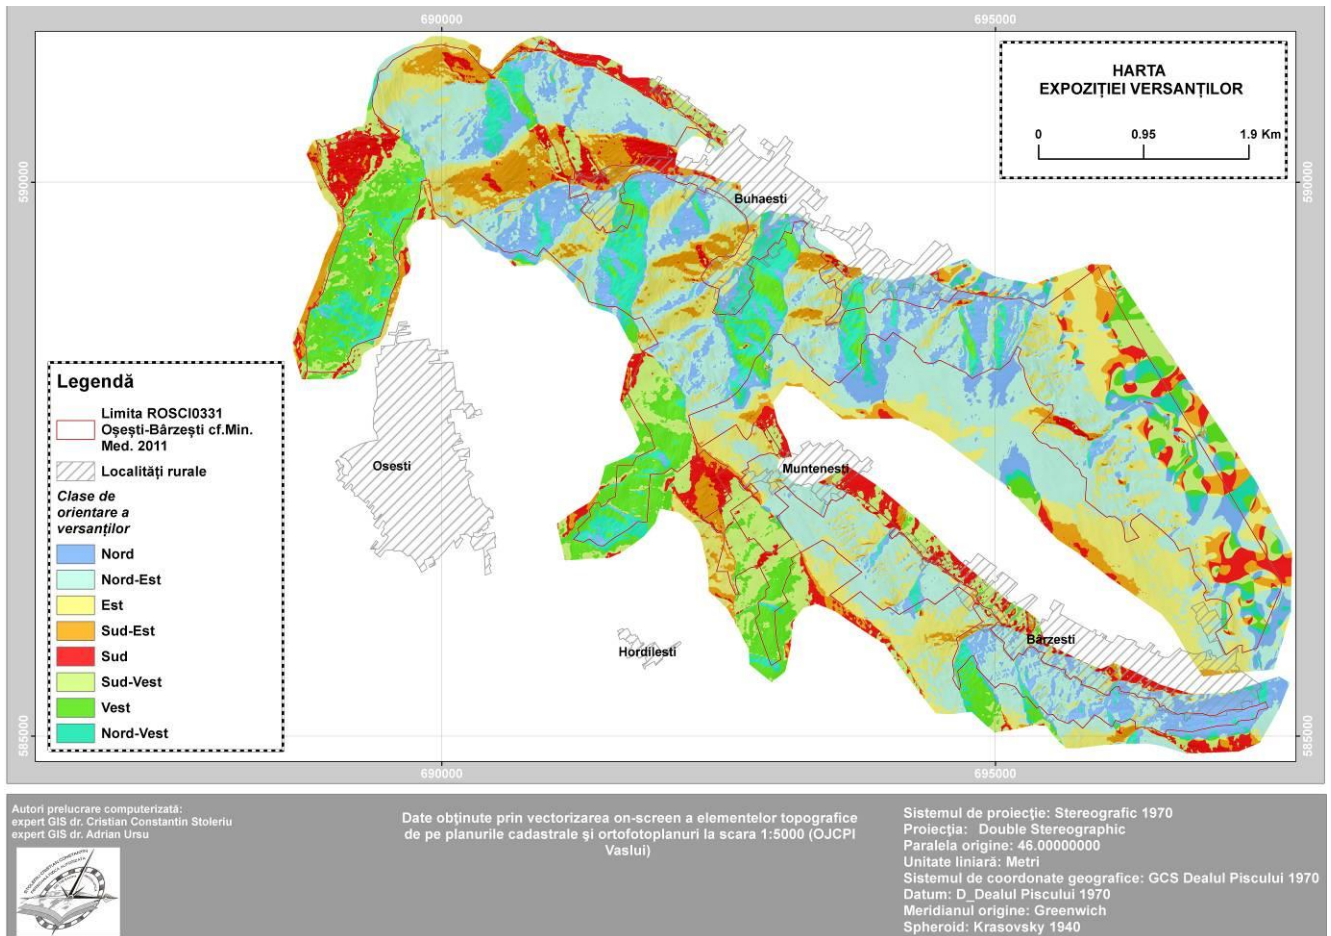 690000
695000
HARTA
EXPOZIȚIEI VERSANȚILOR
0
0.95
1.9 Km
590000
590000
Buhaesti
Legendă
Limita ROSCI0331
Oșești-Bârzești cf.Min.
Med. 2011
Localități rurale
Clase de
orientare a
versanților
Nord
Nord-Est
Est
Sud-Est
Sud
Sud-Vest
Vest
Nord-Vest
Osesti
Muntenești
Hordilesti
Bârzesti
585000
585000
690000
695000
Autori prelucrare computerizată:
expert GIS dr. Cristian Constantin Stoleriu
expert GIS dr. Adrian Ursu
Date obținute prin vectorizarea on-screen a elementelor topografice
de pe planurile cadastrale și ortofotoplanuri la scara 1:5000 (OJCPI
Vaslui)
Sistemul de proiecție: Stereografic 1970
Proiecția: Double Stereographic
Paralela origine: 46.00000000
Unitate liniară: Metri
Sistemul de coordonate geografice: GCS Dealul Piscului 1970
Datum: D_Dealul Piscului 1970
Meridianul origine: Greenwich
Spheroid: Krasovsky 1940